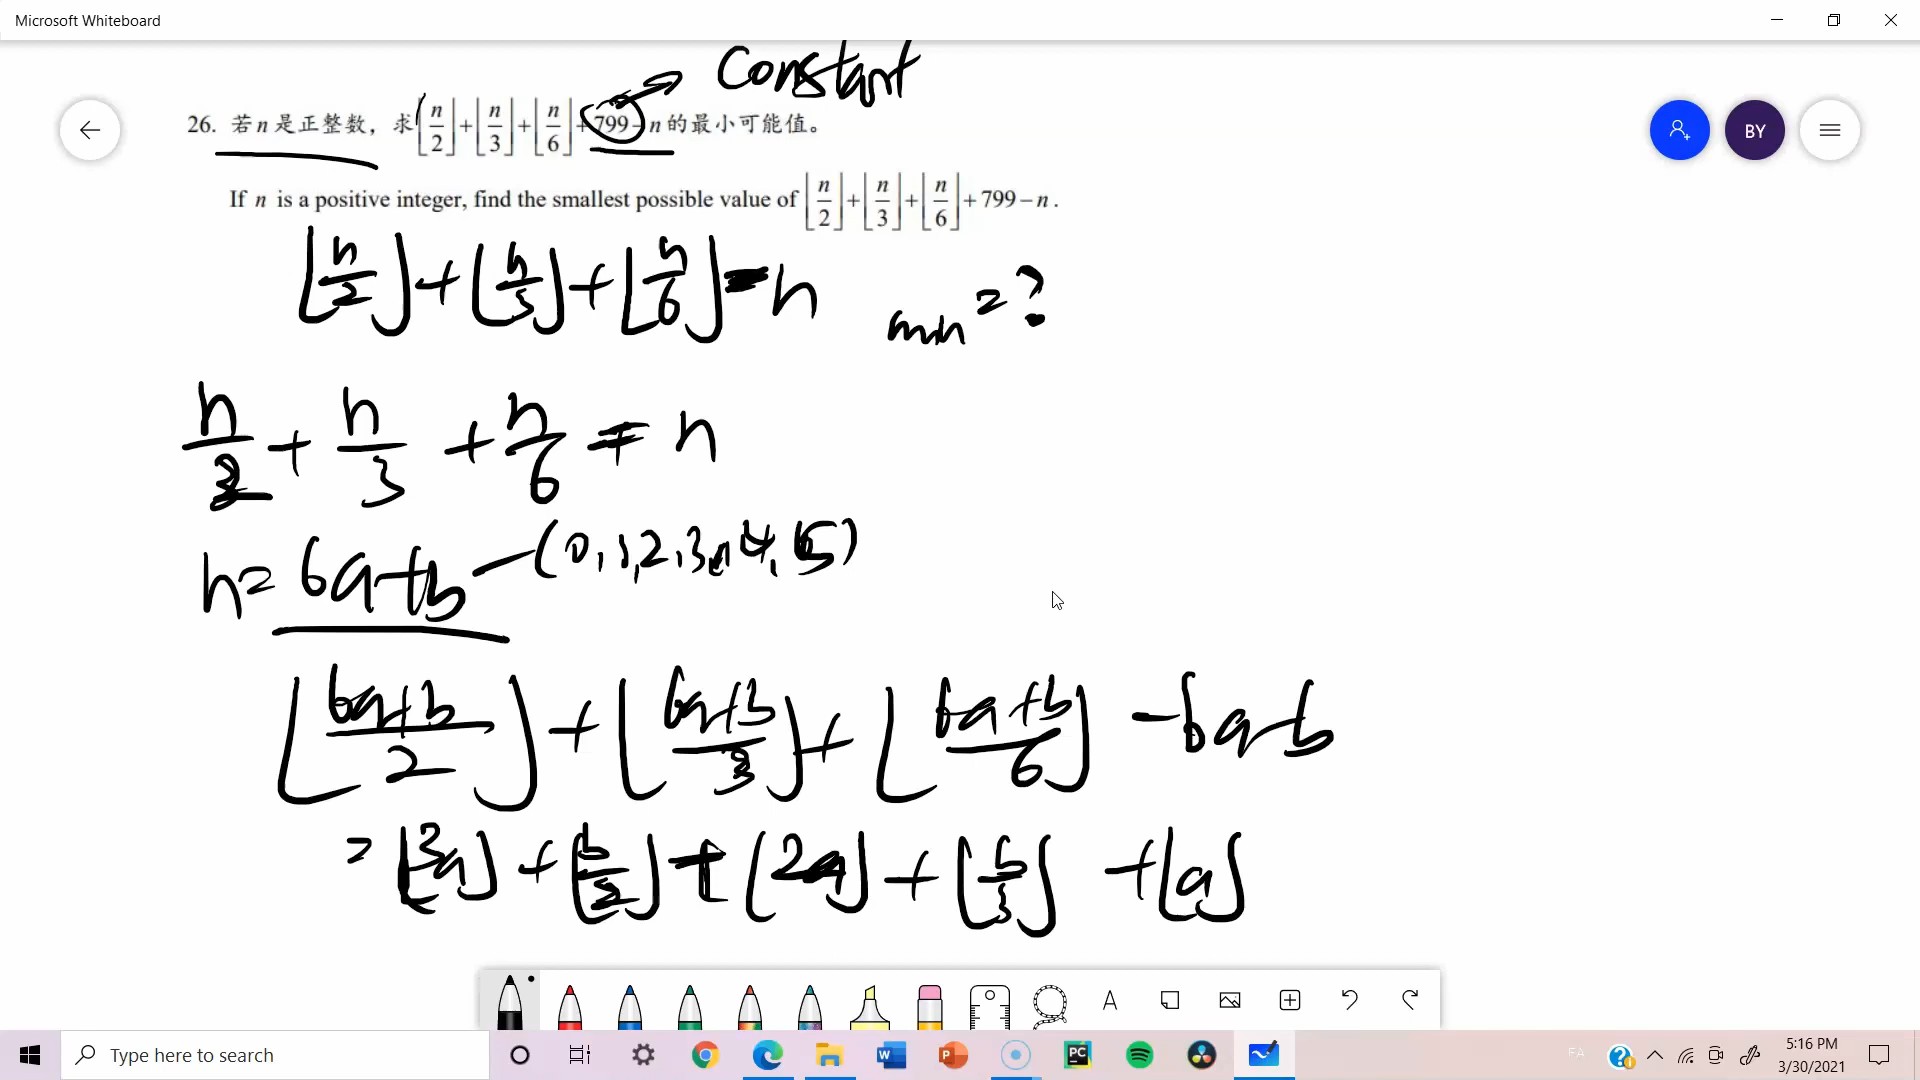 Microsoft Whiteboard
Constant
26. 若 n 是正整数，求 ⌊n/2⌋+⌊n/3⌋+⌊n/6⌋+799−n 的最小可能值。
If n is a positive integer, find the smallest possible value of ⌊n/2⌋+⌊n/3⌋+⌊n/6⌋+799−n.
BY
⌊n/2⌋+⌊n/3⌋+⌊n/6⌋-n min=?
n/2+n/3+n/6=n
n=6a+b-(0,1,2,3,4,5)
⌊(6a+b)/2⌋+⌊(6a+b)/3⌋+⌊(6a+b)/6⌋-6a-b
=⌊3a⌋+⌊b/2⌋+⌊2a⌋+⌊b/3⌋+⌊a⌋
Type here to search
5:16 PM
3/30/2021